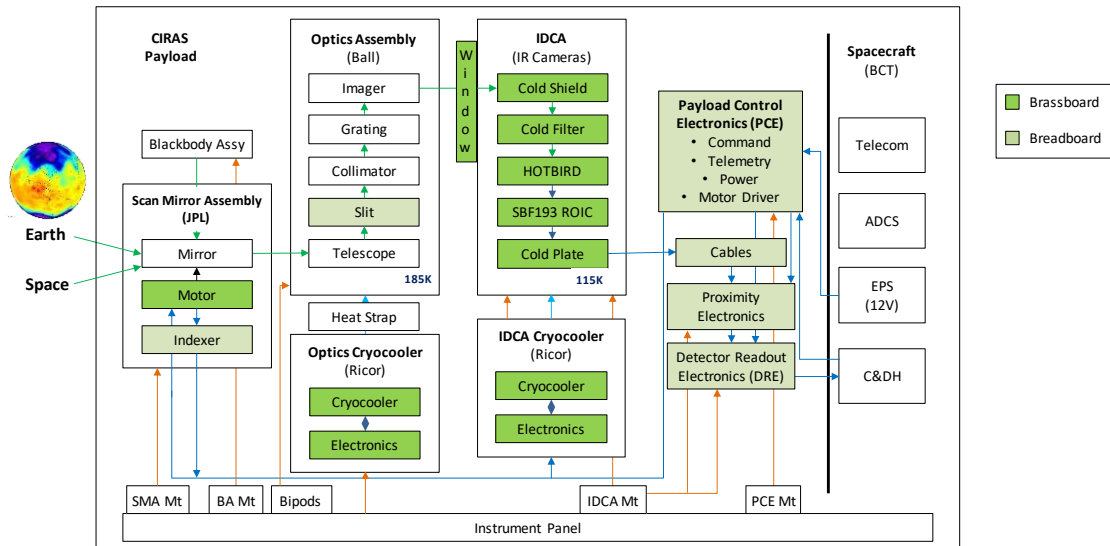 CIRAS
Payload
Optics Assembly
(Ball)
Imager
Grating
Collimator
Slit
Telescope
185K
Window
IDCA
(IR Cameras)
Cold Shield
Cold Filter
HOTBIRD
SBF193 ROIC
Cold Plate
115K
Payload Control
Electronics (PCE)
• Command
• Telemetry
• Power
• Motor Driver
Cables
Proximity
Electronics
Detector Readout
Electronics (DRE)
Spacecraft
(BCT)
Telecom
ADCS
EPS
(12V)
C&DH
Brassboard
Breadboard
Blackbody Assy
Scan Mirror Assembly
(JPL)
Mirror
Motor
Indexer
Earth
Space
Heat Strap
Optics Cryocooler
(Ricor)
Cryocooler
Electronics
IDCA Cryocooler
(Ricor)
Cryocooler
Electronics
SMA Mt
BA Mt
Bipods
IDCA Mt
PCE Mt
Instrument Panel